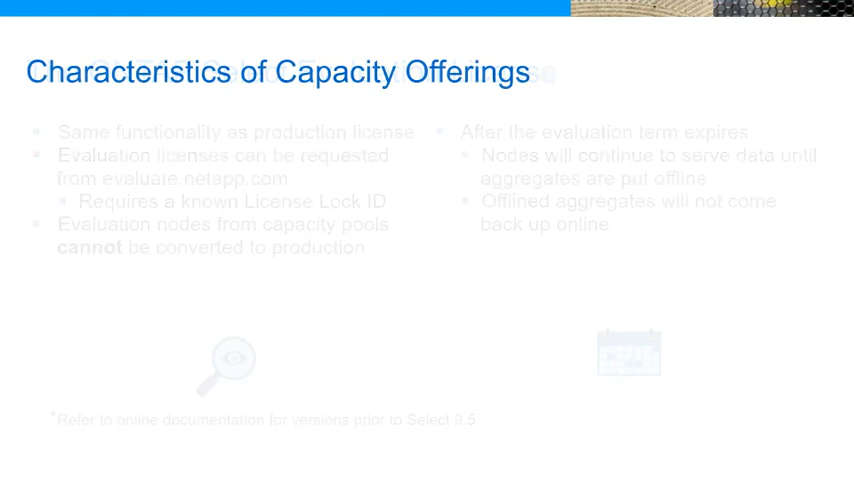 Characteristics of Capacity Offerings
Same functionality as production license
Evaluation licenses can be requested
from evaluate.netapp.com
Requires a known License Lock ID
Evaluation nodes from capacity pools
cannot be converted to production
After the evaluation term expires
Nodes will continue to serve data until
aggregates are put offline
Offlined aggregates will not come
back up online
*Refer to online documentation for versions prior to Select 9.5